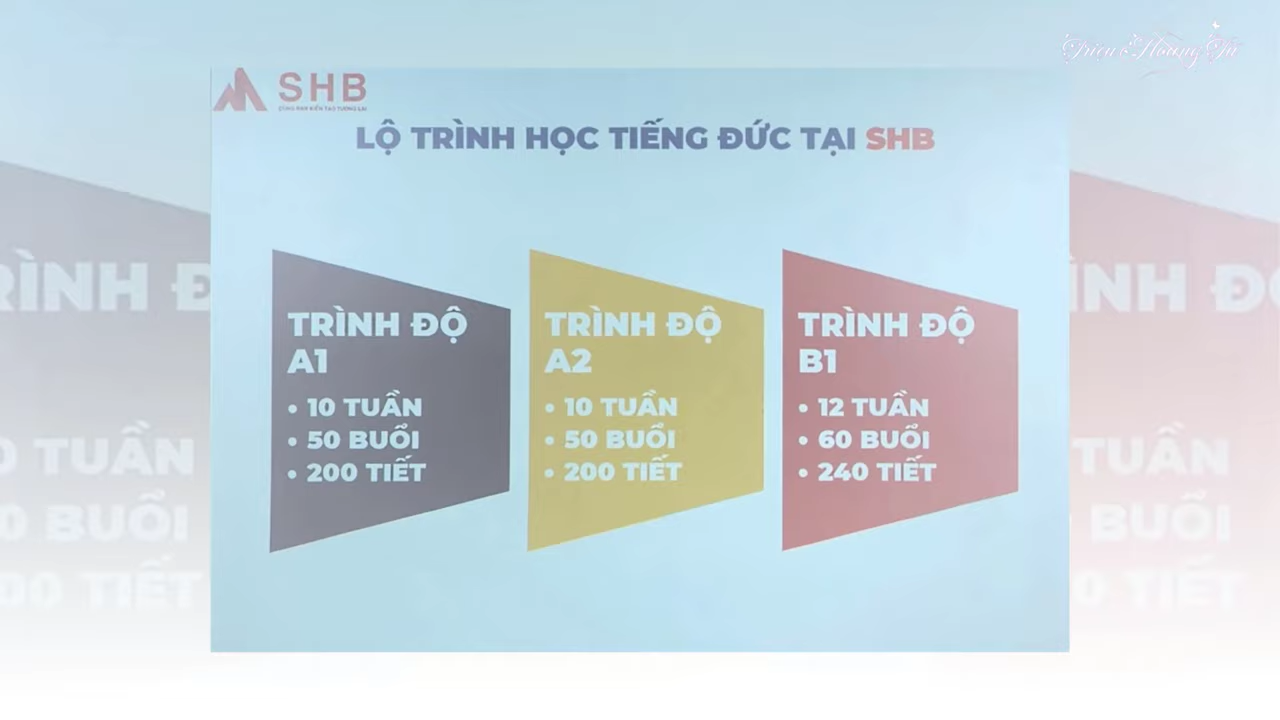 SHB
LỘ TRÌNH HỌC TIẾNG ĐỨC TẠI SHB
TRÌNH ĐỘ
A1
• 10 TUẦN
• 50 BUỔI
• 200 TIẾT
TRÌNH ĐỘ
A2
• 10 TUẦN
• 50 BUỔI
• 200 TIẾT
TRÌNH ĐỘ
B1
• 12 TUẦN
• 60 BUỔI
• 240 TIẾT